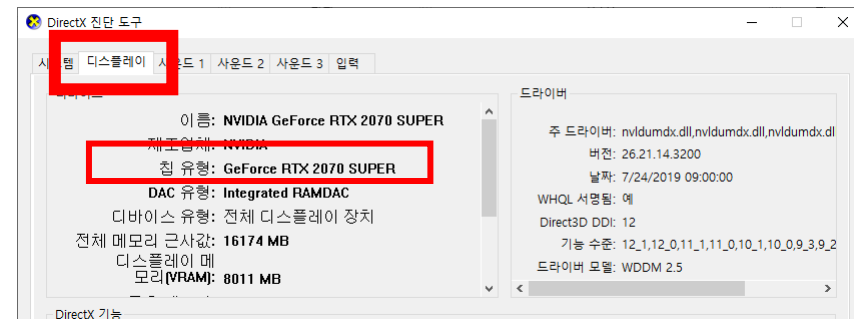 DirectX 진단 도구
디스플레이 사운드 1 사운드 2 사운드 3 입력
드라이버
이름: NVIDIA GeForce RTX 2070 SUPER
제조업체: NVIDIA
칩 유형: GeForce RTX 2070 SUPER
DAC 유형: Integrated RAMDAC
디바이스 유형: 전체 디스플레이 장치
전체 메모리 근사값: 16174 MB
디스플레이 메
모리(VRAM): 8011 MB
주 드라이버: nvldumdx.dll,nvldumdx.dll,nvldumdx.dl
버전: 26.21.14.3200
날짜: 7/24/2019 09:00:00
WHQL 서명됨: 예
Direct3D DDI: 12
기능 수준: 12_1,12_0,11_1,11_0,10_1,10_0,9_3,9_2
드라이버 모델: WDDM 2.5
DirectX 기능